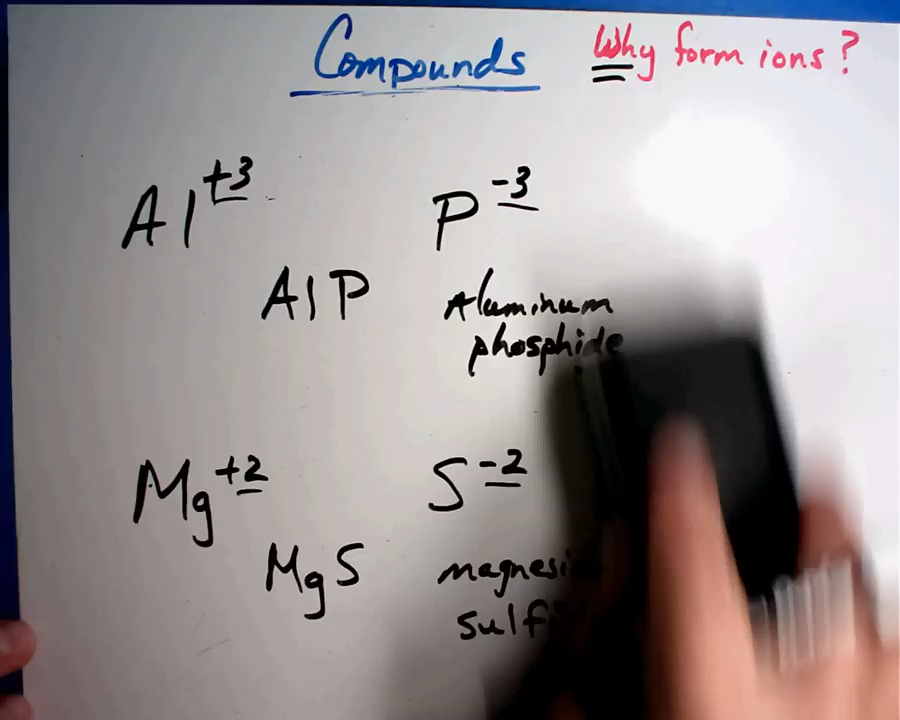 Compounds Why form ions?
Al+3 P-3
AlP Aluminum
phosphide
Mg+2 S-2
MgS